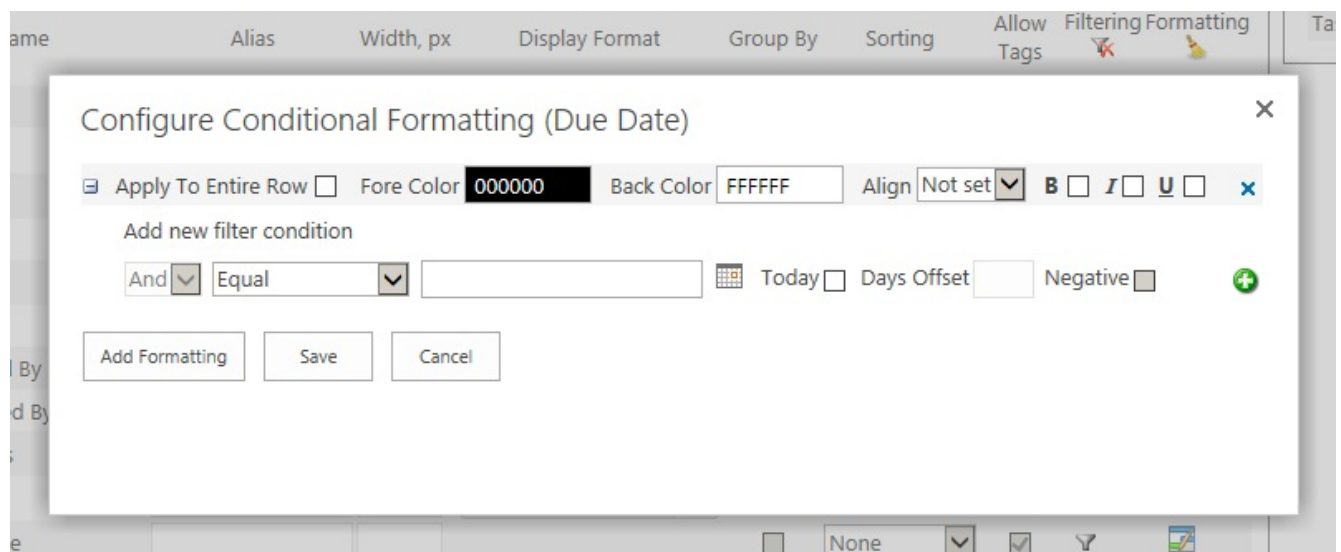 Alias Width, px Display Format Group By Sorting Allow Tags Filtering Formatting
Configure Conditional Formatting (Due Date)
Apply To Entire Row Fore Color 000000 Back Color FFFFFF Align Not set B I U
Add new filter condition
And Equal Today Days Offset Negative
Add Formatting Save Cancel
By
By
None